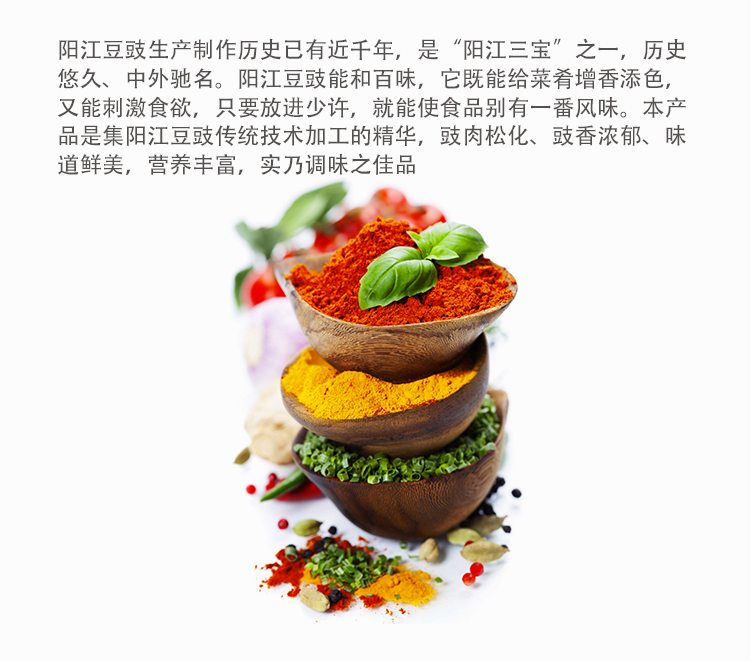 阳江豆豉生产制作历史已有近千年，是“阳江三宝”之一，历史
悠久、中外驰名。阳江豆豉能和百味，它既能给菜肴增香添色，
又能刺激食欲，只要放进少许，就能使食品别有一番风味。本产
品是集阳江豆豉传统技术加工的精华，豉肉松化、豉香浓郁、味
道鲜美，营养丰富，实乃调味之佳品